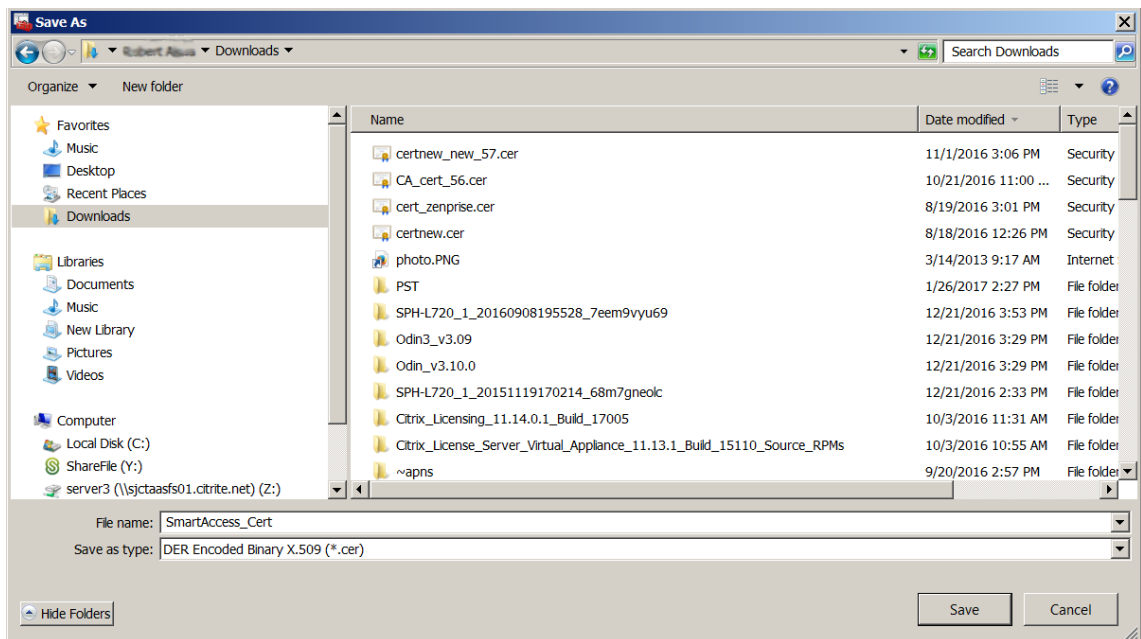 Save As
Downloads
Search Downloads
Organize
New folder
Favorites
Music
Desktop
Recent Places
Downloads
Libraries
Documents
Music
New Library
Pictures
Videos
Computer
Local Disk (C:)
ShareFile (Y:)
server3 (\\sjctaasfs01.citrite.net) (Z:)
Name Date modified Type
certnew_new_57.cer 11/1/2016 3:06 PM Security
CA_cert_56.cer 10/21/2016 11:00 ... Security
cert_zenprise.cer 8/19/2016 3:01 PM Security
certnew.cer 8/18/2016 12:26 PM Security
photo.PNG 3/14/2013 9:17 AM Internet
PST 1/26/2017 2:27 PM File folder
SPH-L720_1_20160908195528_7eem9vyu69 12/21/2016 3:53 PM File folder
Odin3_v3.09 12/21/2016 3:29 PM File folder
Odin_v3.10.0 12/21/2016 3:29 PM File folder
SPH-L720_1_20151119170214_68m7gneolc 12/21/2016 2:33 PM File folder
Citrix_Licensing_11.14.0.1_Build_17005 10/3/2016 11:31 AM File folder
Citrix_License_Server_Virtual_Appliance_11.13.1_Build_15110_Source_RPMs 10/3/2016 10:55 AM File folder
~apns 9/20/2016 2:57 PM File folder
File name: SmartAccess_Cert
Save as type: DER Encoded Binary X.509 (*.cer)
Hide Folders
Save
Cancel